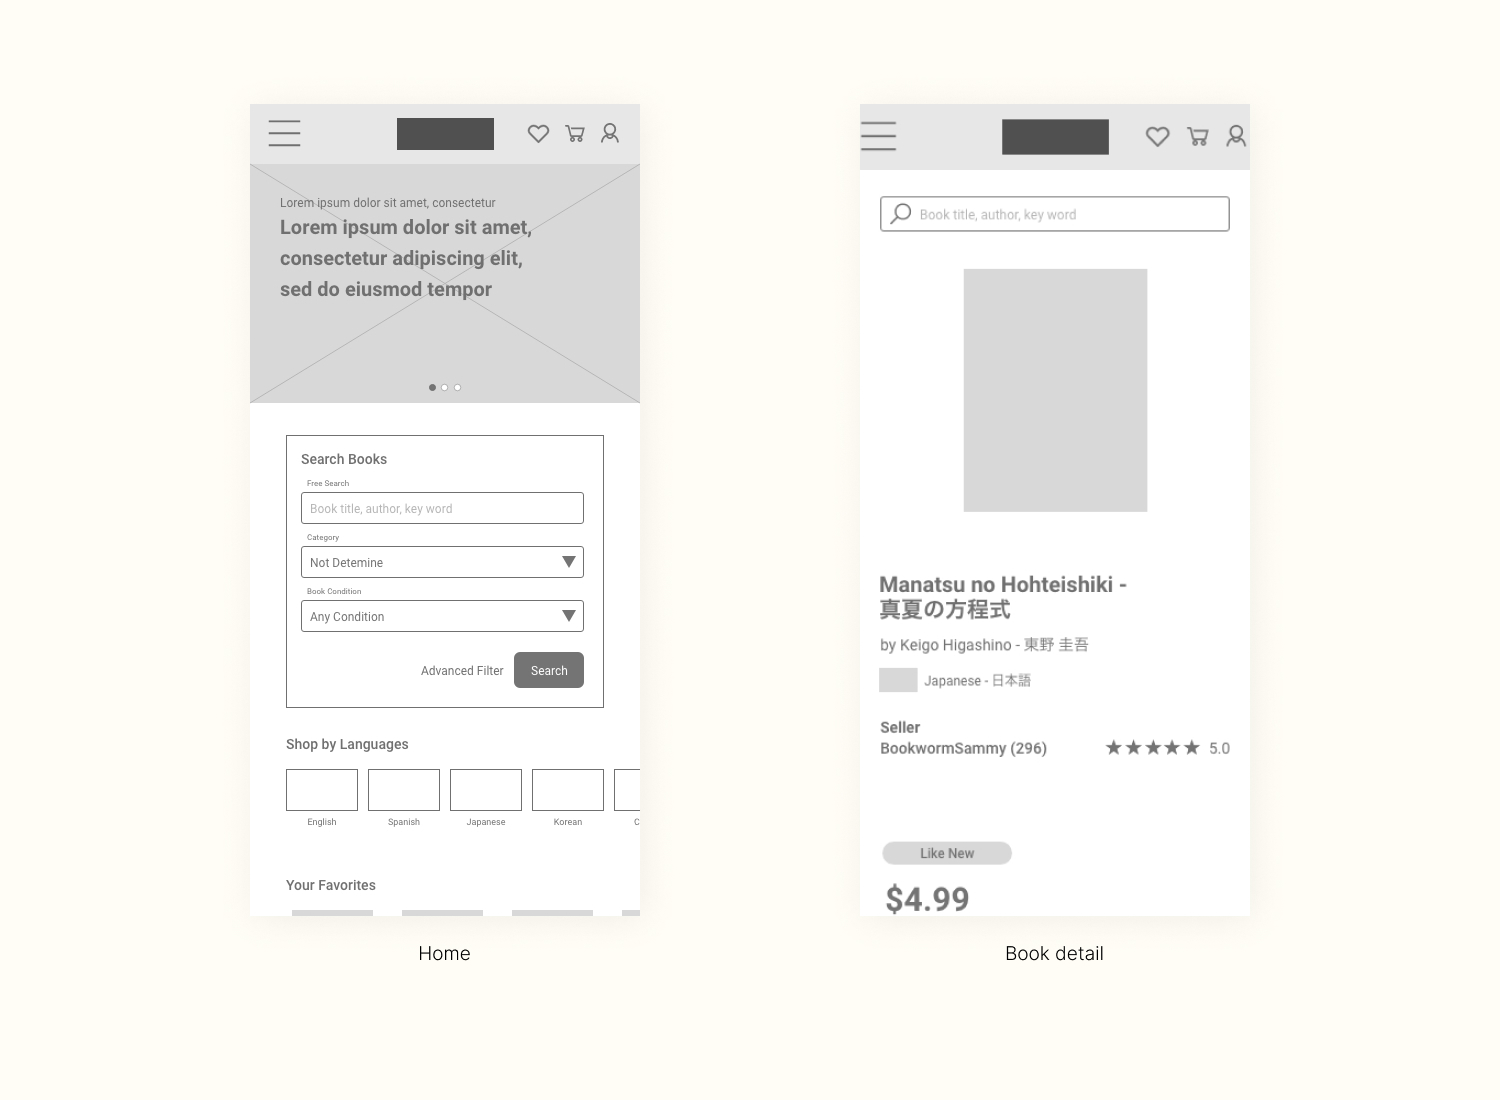 Lorem ipsum dolor sit amet, consectetur
Lorem ipsum dolor sit amet,
consectetur adipiscing elit,
sed do eiusmod tempor
Search Books
Free Search
Book title, author, key word
Category
Not Detemine
Book Condition
Any Condition
Advanced Filter
Search
Shop by Languages
English
Spanish
Japanese
Korean
Your Favorites
Home
Book title, author, key word
Manatsu no Hohteishiki -
真夏の方程式
by Keigo Higashino - 東野 圭吾
Japanese - 日本語
Seller
BookwormSammy (296)
5.0
Like New
$4.99
Book detail